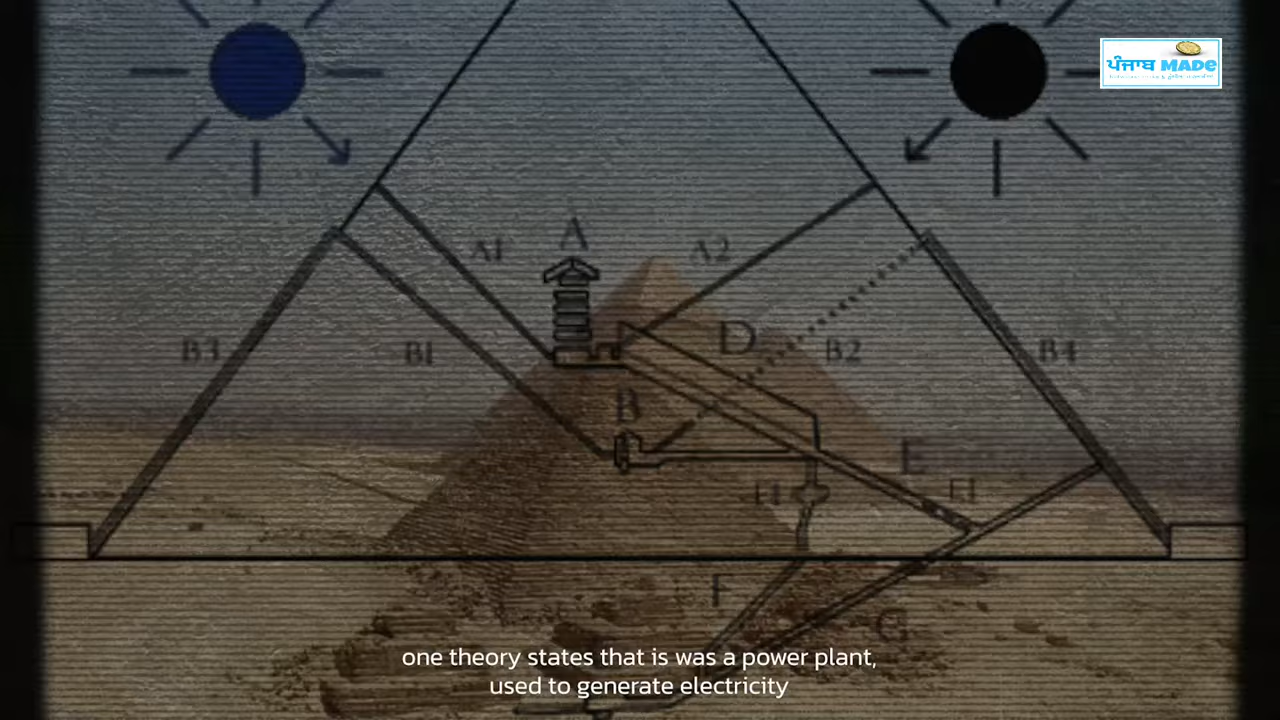 ਪੰਜਾਬ MADE
A
A1
A2
D
B3
B1
B2
B4
B
E
F
G
one theory states that is was a power plant,
used to generate electricity